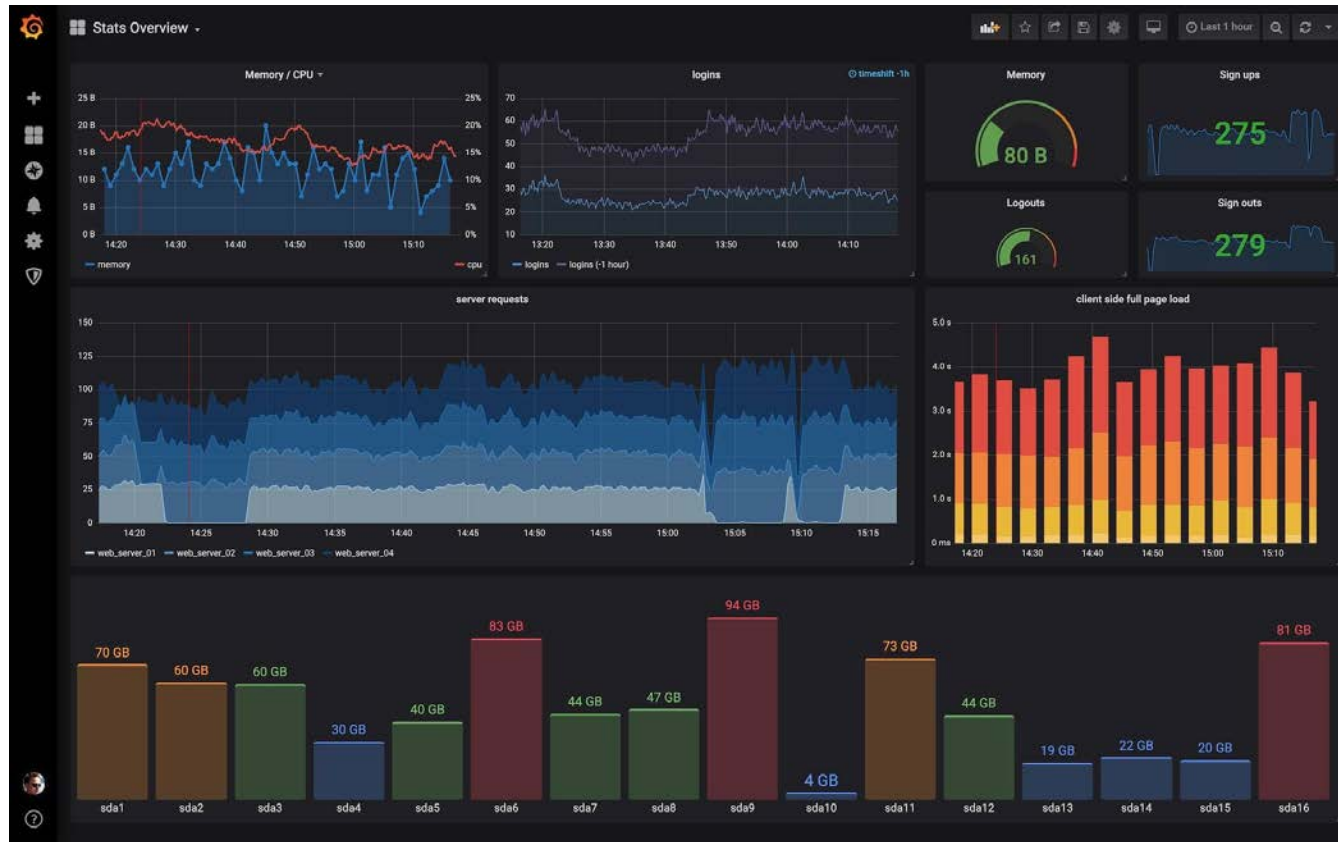 Stats Overview
Last 1 hour
Memory / CPU
25 B
20 B
15 B
10 B
5 B
0 B
25%
20%
15%
10%
5%
0%
14:20 14:30 14:40 14:50 15:00 15:10
memory cpu
logins
timeshift -1h
70
60
50
40
30
20
10
13:20 13:30 13:40 13:50 14:00 14:10
logins logins (-1 hour)
Memory
80 B
Sign ups
275
Logouts
161
Sign outs
279
server requests
150
125
100
75
50
25
0
14:20 14:25 14:30 14:35 14:40 14:45 14:50 14:55 15:00 15:05 15:10 15:15
web_server_01 web_server_02 web_server_03 web_server_04
client side full page load
5.0 s
4.0 s
3.0 s
2.0 s
1.0 s
0 ms
14:20 14:30 14:40 14:50 15:00 15:10
70 GB 60 GB 60 GB 30 GB 40 GB 83 GB 44 GB 47 GB 94 GB 4 GB 73 GB 44 GB 19 GB 22 GB 20 GB 81 GB
sda1 sda2 sda3 sda4 sda5 sda6 sda7 sda8 sda9 sda10 sda11 sda12 sda13 sda14 sda15 sda16